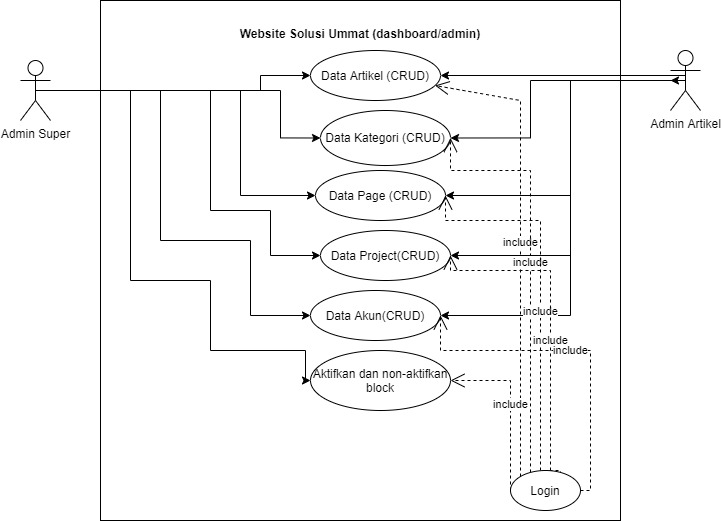 Website Solusi Ummat (dashboard/admin)
Data Artikel (CRUD)
Admin Super
Admin Artikel
Data Kategori (CRUD)
Data Page (CRUD)
include
Data Project(CRUD)
include
Data Akun(CRUD)
include
include
include
Aktifkan dan non-aktifkan
block
include
Login